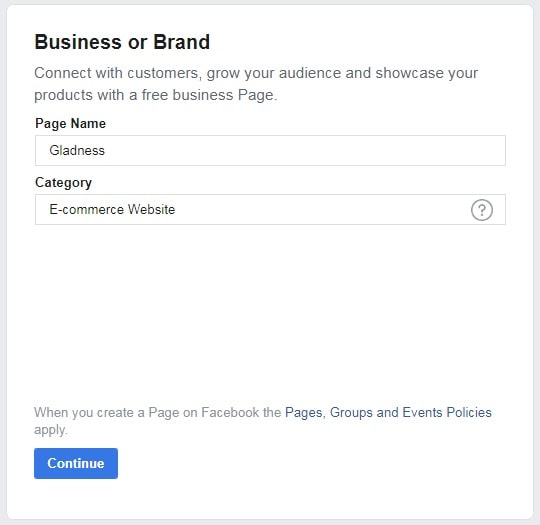 Business or Brand
Connect with customers, grow your audience and showcase your
products with a free business Page.
Page Name
Gladness
Category
E-commerce Website
?
When you create a Page on Facebook the Pages, Groups and Events Policies
apply.
Continue